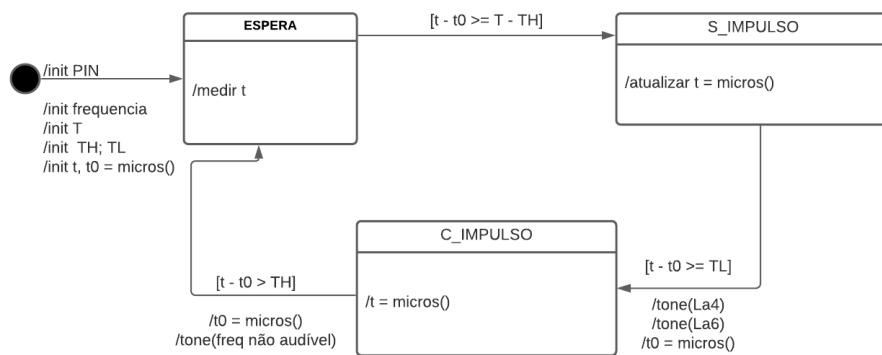 /init PIN
/init frequencia
/init T
/init TH; TL
/init t, t0 = micros()
ESPERA
/medir t
[t - t0 >= T - TH]
S_IMPULSO
/atualizar t = micros()
[t - t0 >= TL]
/tone(La4)
/tone(La6)
/t0 = micros()
C_IMPULSO
/t = micros()
[t - t0 > TH]
/t0 = micros()
/tone(freq não audível)